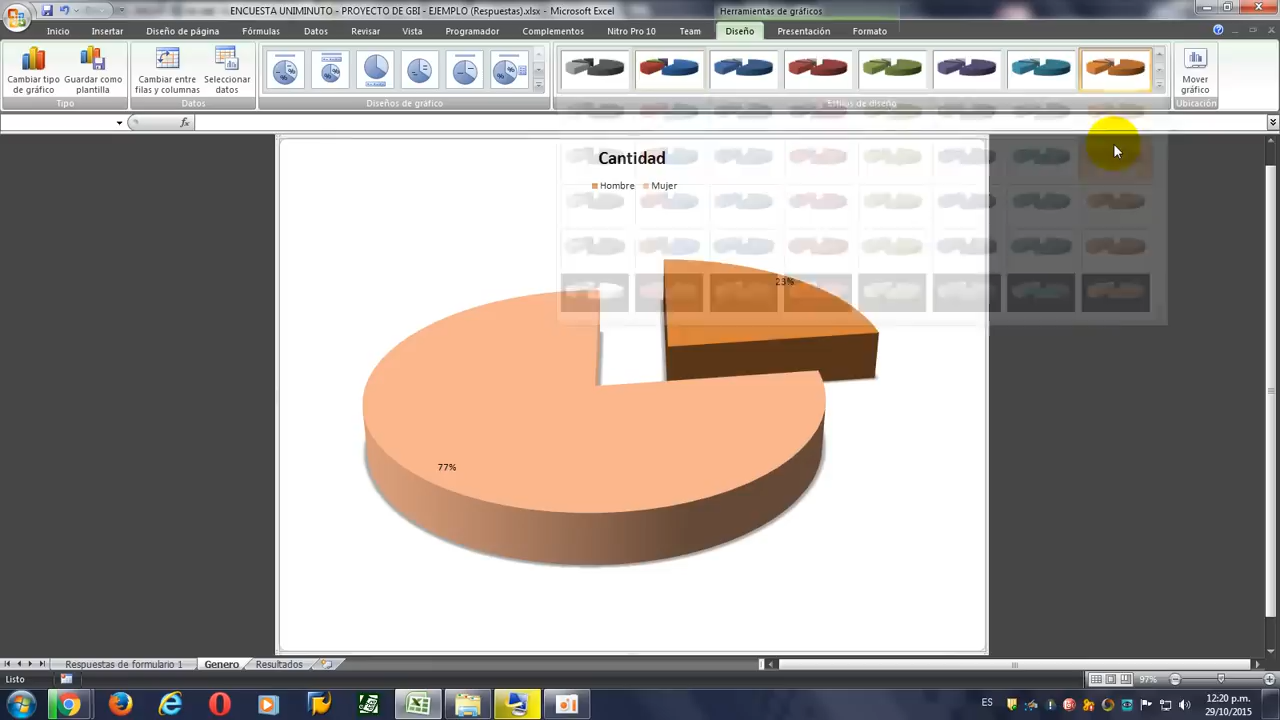 ENCUESTA UNIMINUTO - PROYECTO DE GBI - EJEMPLO (Respuestas).xlsx - Microsoft Excel
Herramientas de gráficos
Inicio Insertar Diseño de página Fórmulas Datos Revisar Vista Programador Complementos Nitro Pro 10 Team Diseño Presentación Formato
Cambiar tipo de gráfico
Guardar como plantilla
Cambiar entre filas y columnas
Seleccionar datos
Mover gráfico
Tipo Datos Diseños de gráfico Estilos de diseño Ubicación
fx
Cantidad
Hombre Mujer
23%
77%
Respuestas de formulario 1 Genero Resultados
Listo 97%
ES 12:20 p.m.
29/10/2015